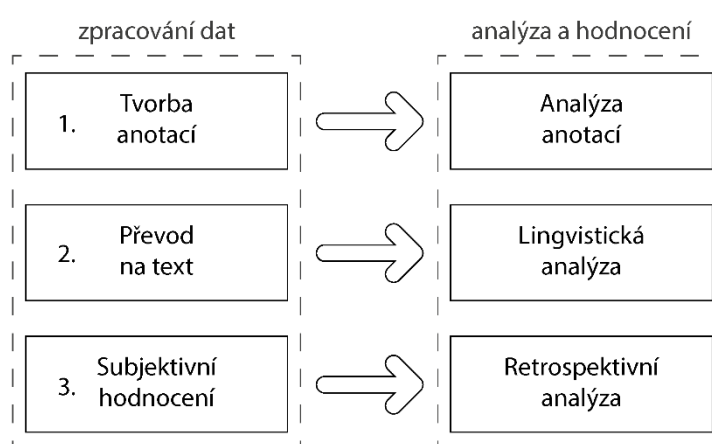 zpracování dat
analýza a hodnocení
1. Tvorba
anotací
Analýza
anotací
2. Převod
na text
Lingvistická
analýza
3. Subjektivní
hodnocení
Retrospektivní
analýza